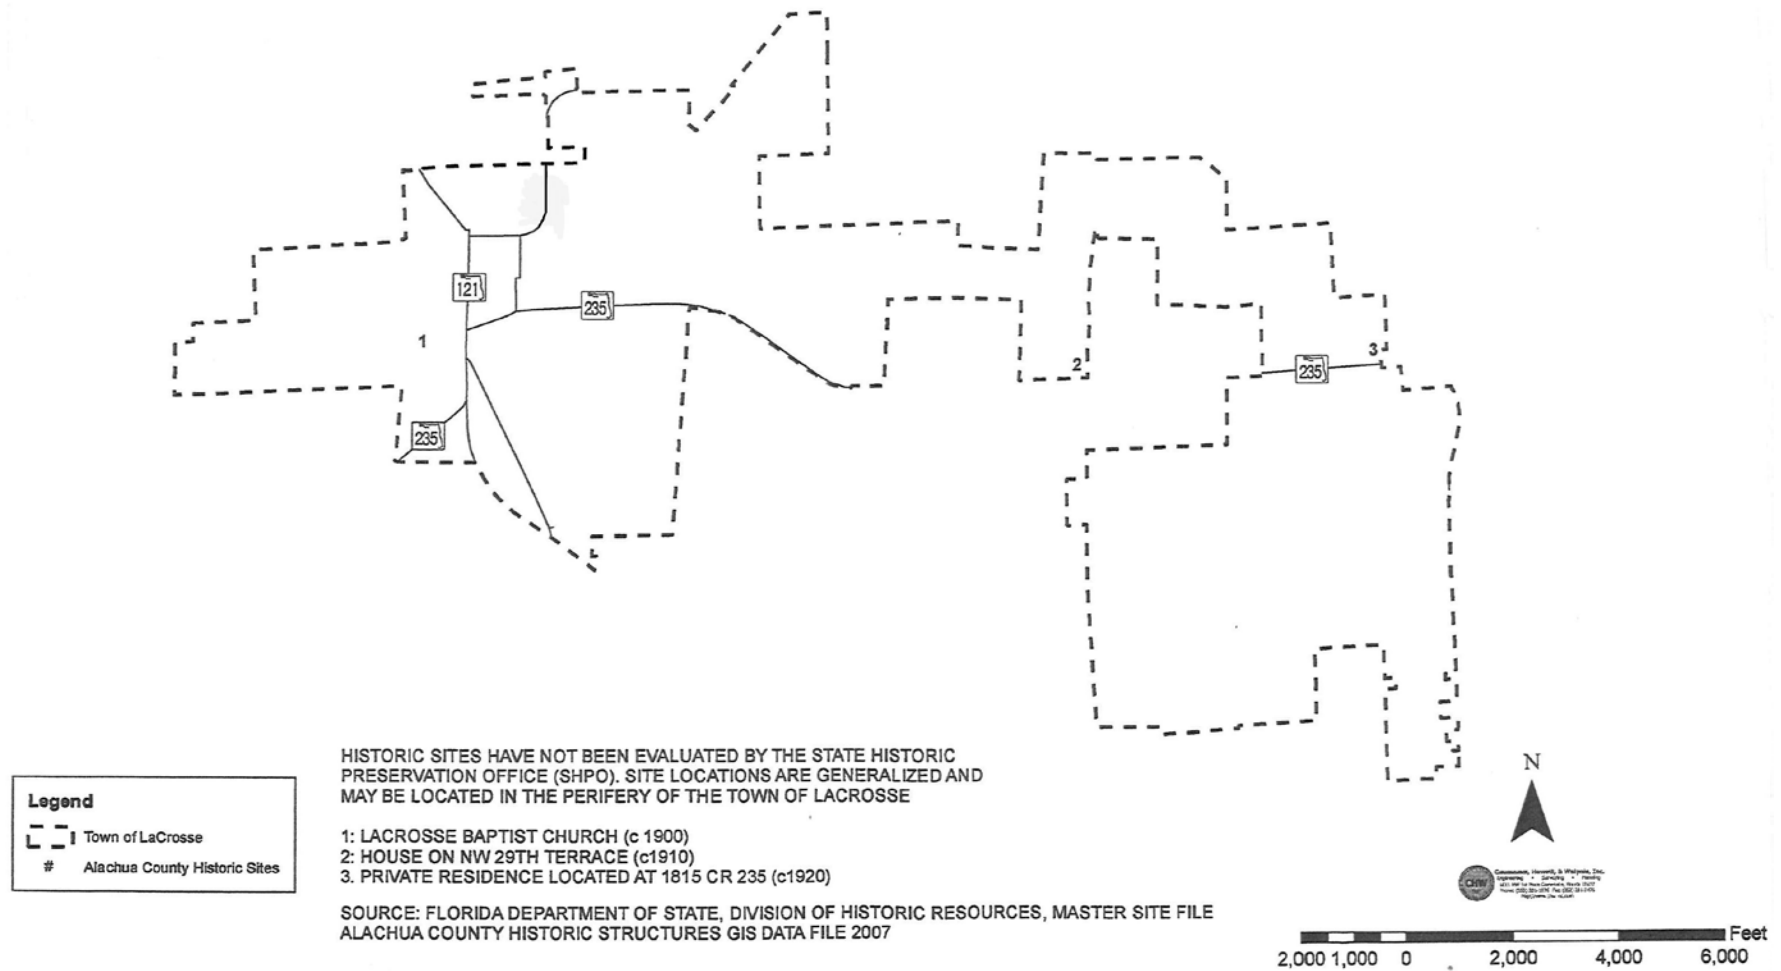 121
235
1
2
3
235
235
HISTORIC SITES HAVE NOT BEEN EVALUATED BY THE STATE HISTORIC
PRESERVATION OFFICE (SHPO). SITE LOCATIONS ARE GENERALIZED AND
MAY BE LOCATED IN THE PERIFERY OF THE TOWN OF LACROSSE
1: LACROSSE BAPTIST CHURCH (c 1900)
2: HOUSE ON NW 29TH TERRACE (c1910)
3. PRIVATE RESIDENCE LOCATED AT 1815 CR 235 (c1920)
SOURCE: FLORIDA DEPARTMENT OF STATE, DIVISION OF HISTORIC RESOURCES, MASTER SITE FILE
ALACHUA COUNTY HISTORIC STRUCTURES GIS DATA FILE 2007
Legend
Town of LaCrosse
# Alachua County Historic Sites
N
CHW
Engineering • Surveying • Planning
Feet
2,000 1,000 0 2,000 4,000 6,000